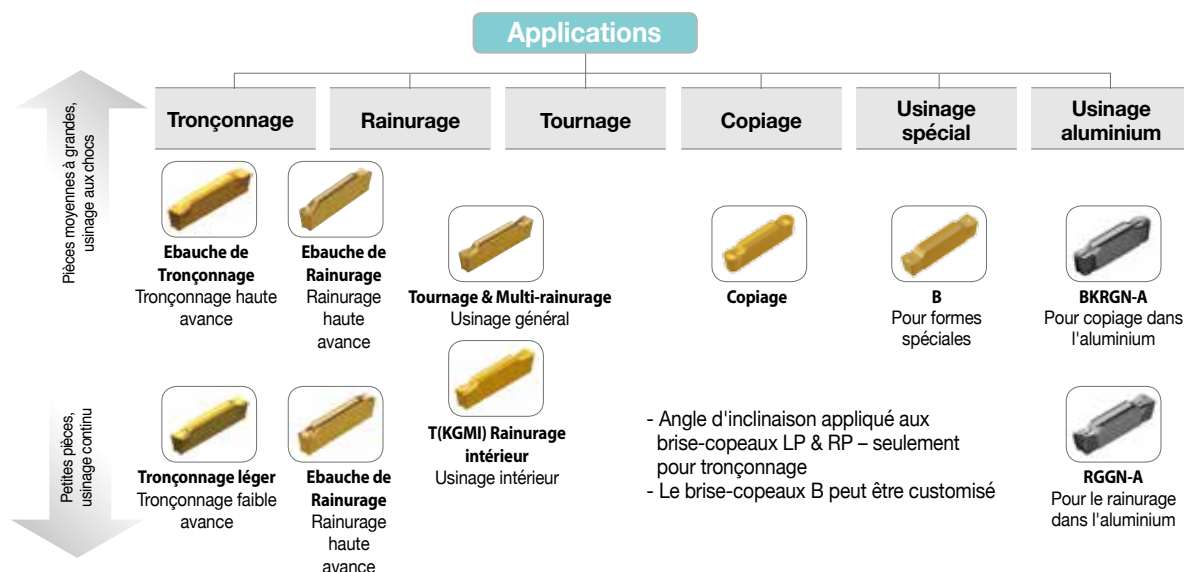 Applications
Tronçonnage
Rainurage
Tournage
Copiage
Usinage
spécial
Usinage
aluminium
Pièces moyennes à grandes,
usinage aux chocs
Ebauche de
Tronçonnage
Tronçonnage haute
avance
Ebauche de
Rainurage
Rainurage
haute
avance
Tournage & Multi-rainurage
Usinage général
Copiage
B
Pour formes
spéciales
BKRGN-A
Pour copiage dans
l'aluminium
Petites pièces,
usinage continu
Tronçonnage léger
Tronçonnage faible
avance
Ebauche de
Rainurage
Rainurage
haute
avance
T(KGMI) Rainurage
intérieur
Usinage intérieur
- Angle d'inclinaison appliqué aux
brise-copeaux LP & RP – seulement
pour tronçonnage
- Le brise-copeaux B peut être customisé
RGGN-A
Pour le rainurage
dans l'aluminium